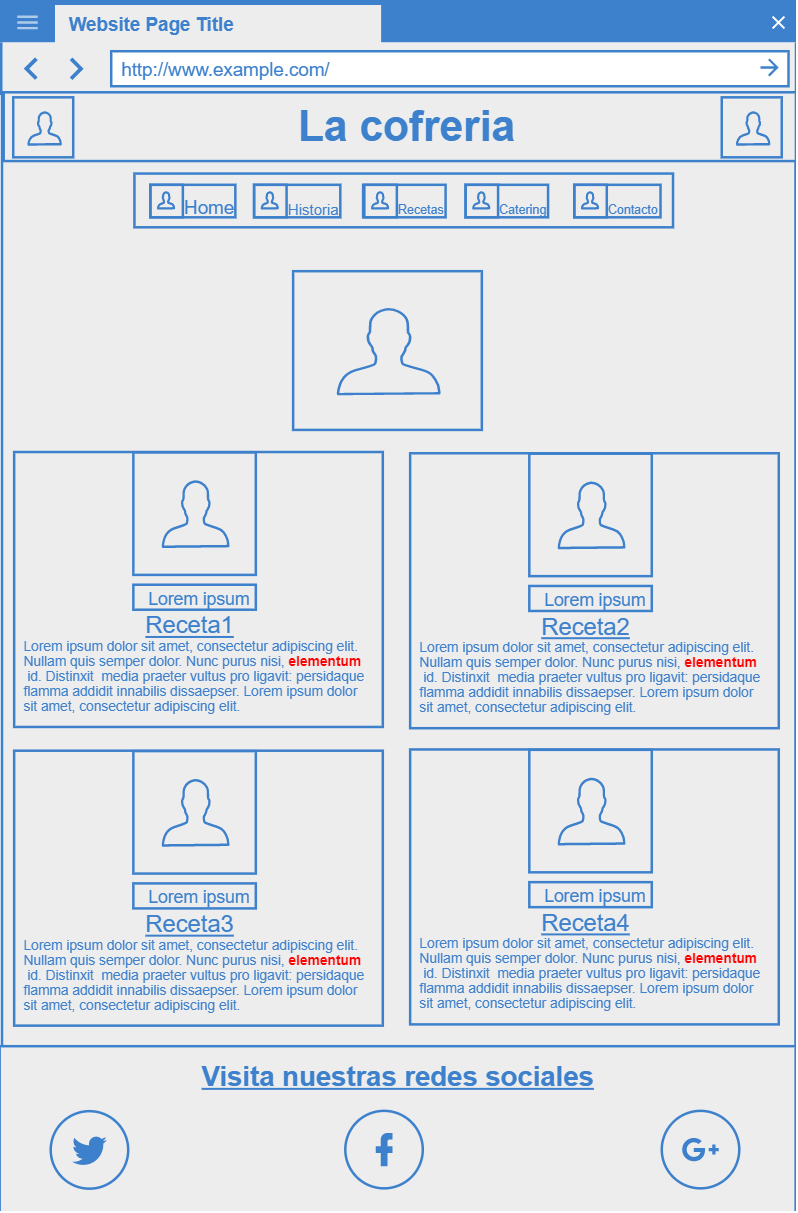 Website Page Title
http://www.example.com/
La cofreria
Home Historia Recetas Catering Contacto
Lorem ipsum
Receta1
Lorem ipsum dolor sit amet, consectetur adipiscing elit.
Nullam quis semper dolor. Nunc purus nisi, elementum
id. Distinxit media praeter vultus pro ligavit: persidaque
flamma addidit innabilis dissaepser. Lorem ipsum dolor
sit amet, consectetur adipiscing elit.
Lorem ipsum
Receta2
Lorem ipsum dolor sit amet, consectetur adipiscing elit.
Nullam quis semper dolor. Nunc purus nisi, elementum
id. Distinxit media praeter vultus pro ligavit: persidaque
flamma addidit innabilis dissaepser. Lorem ipsum dolor
sit amet, consectetur adipiscing elit.
Lorem ipsum
Receta3
Lorem ipsum dolor sit amet, consectetur adipiscing elit.
Nullam quis semper dolor. Nunc purus nisi, elementum
id. Distinxit media praeter vultus pro ligavit: persidaque
flamma addidit innabilis dissaepser. Lorem ipsum dolor
sit amet, consectetur adipiscing elit.
Lorem ipsum
Receta4
Lorem ipsum dolor sit amet, consectetur adipiscing elit.
Nullam quis semper dolor. Nunc purus nisi, elementum
id. Distinxit media praeter vultus pro ligavit: persidaque
flamma addidit innabilis dissaepser. Lorem ipsum dolor
sit amet, consectetur adipiscing elit.
Visita nuestras redes sociales
f G+